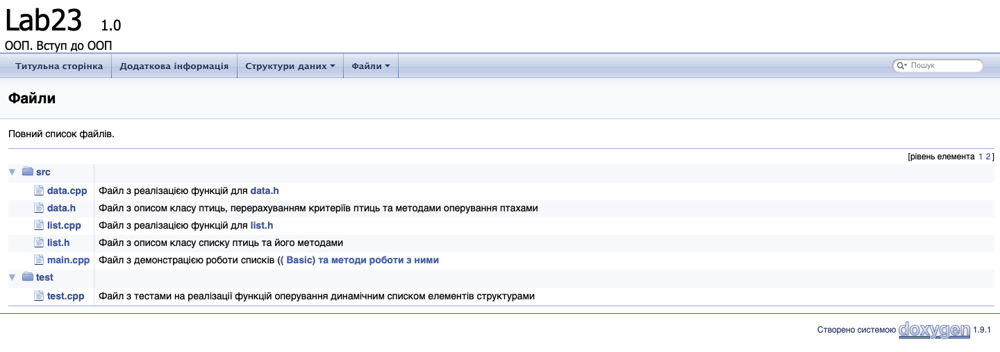 Lab23 1.0
ООП. Вступ до ООП
Титульна сторінка Додаткова інформація Структури даних Файли Пошук
Файли
Повний список файлів.
[рівень елемента 1 2]
src
data.cpp Файл з реалізацією функцій для data.h
data.h Файл з описом класу птиць, перерахуванням критеріїв птиць та методами оперування птахами
list.cpp Файл з реалізацією функцій для list.h
list.h Файл з описом класу списку птиць та його методами
main.cpp Файл з демонстрацією роботи списків (( Basic) та методи роботи з ними
test
test.cpp Файл з тестами на реалізації функцій оперування динамічним список елементів структурами
Створено системою doxygen 1.9.1